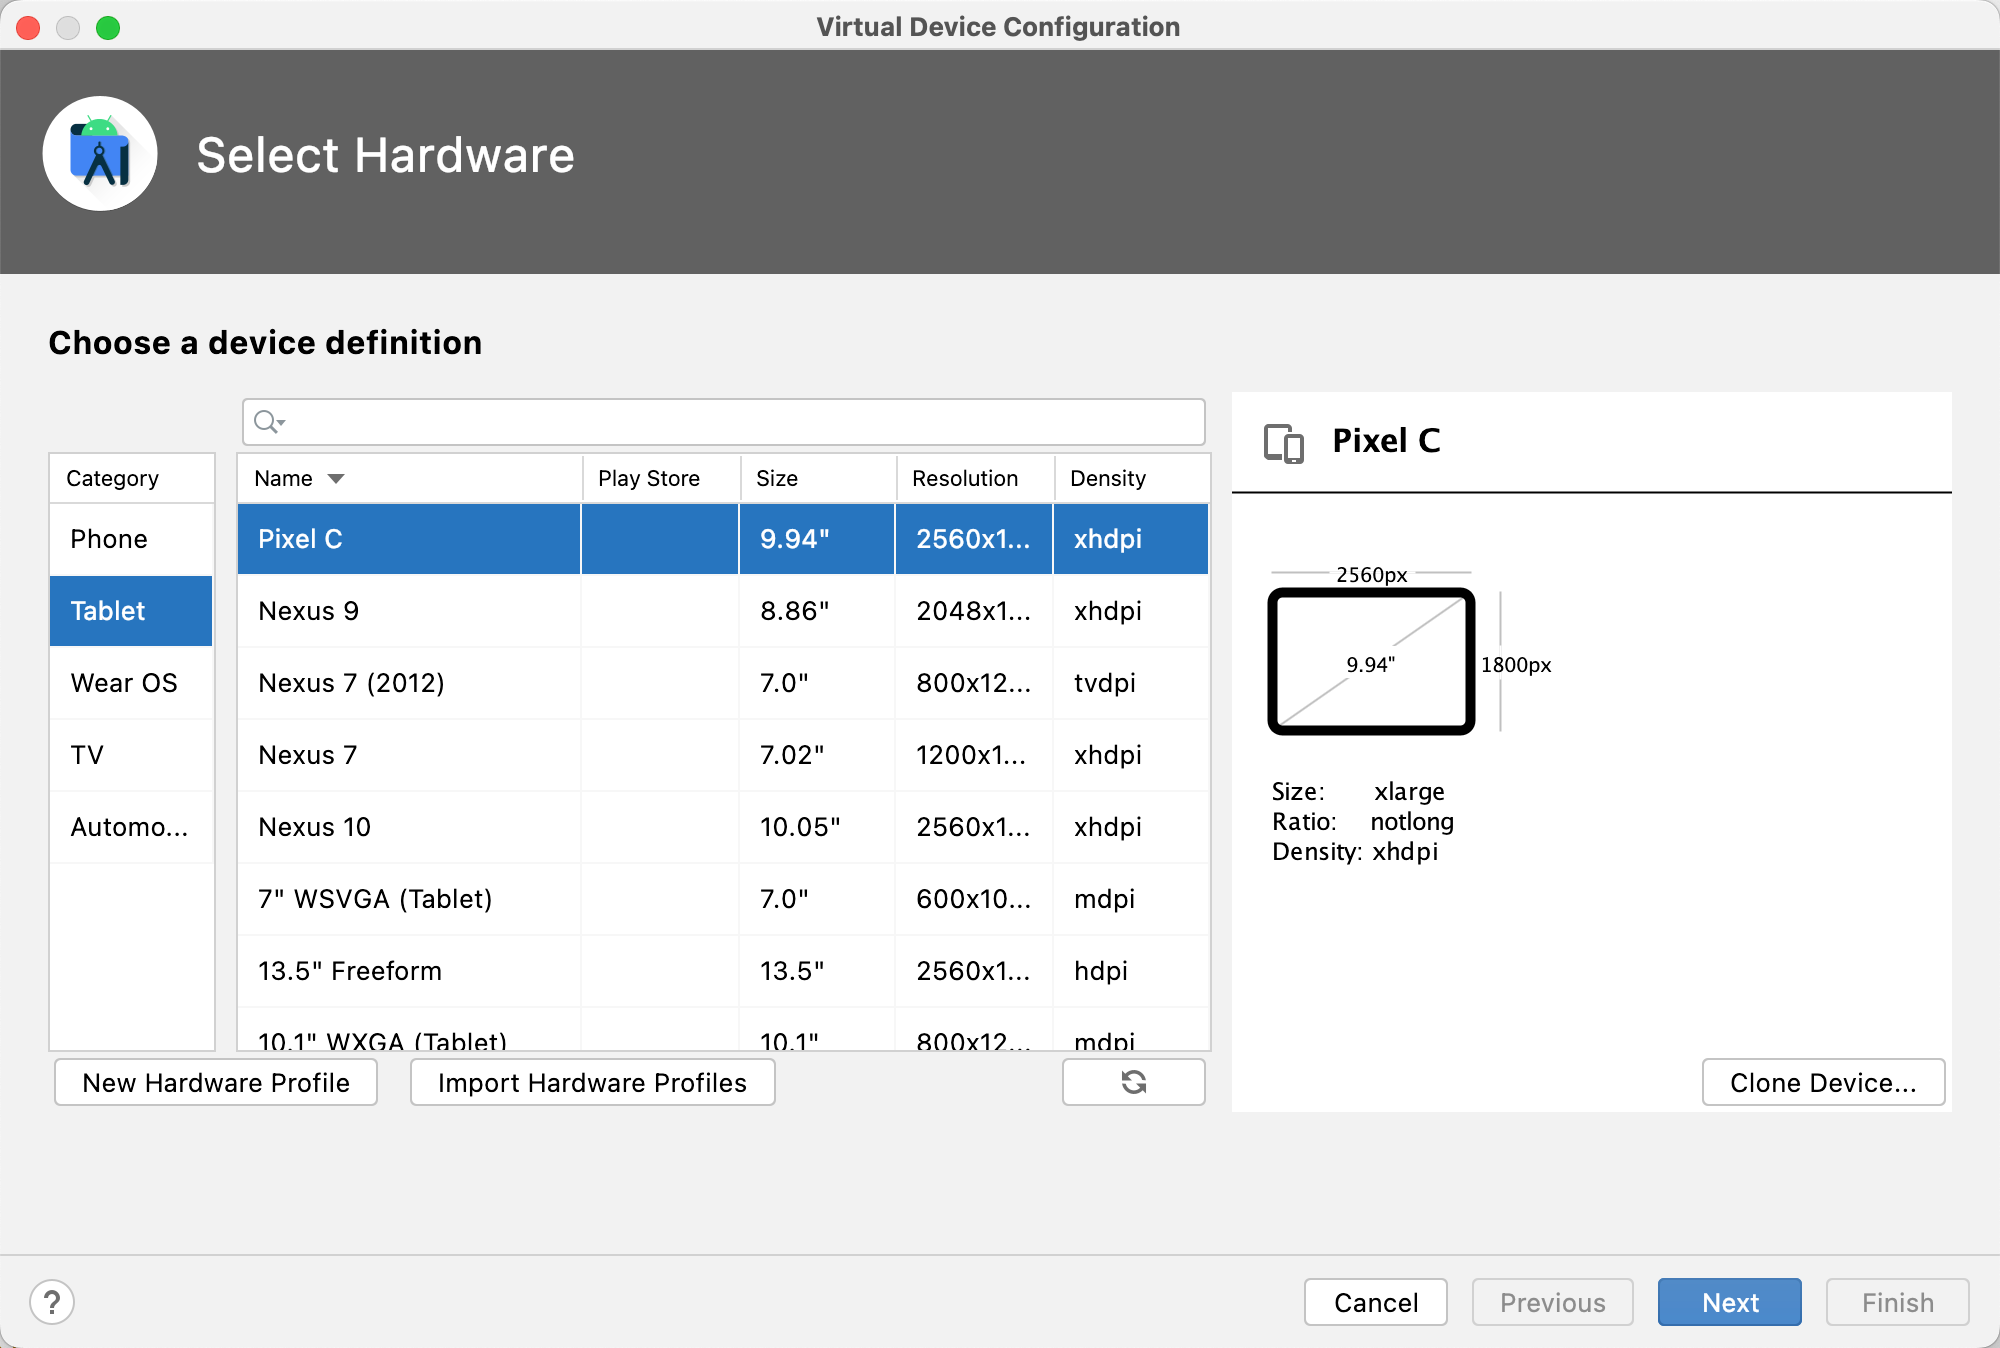 Virtual Device Configuration
Select Hardware
Choose a device definition
Category
Phone
Tablet
Wear OS
TV
Automo...
Name Play Store Size Resolution Density
Pixel C 9.94" 2560x1... xhdpi
Nexus 9 8.86" 2048x1... xhdpi
Nexus 7 (2012) 7.0" 800x12... tvdpi
Nexus 7 7.02" 1200x1... xhdpi
Nexus 10 10.05" 2560x1... xhdpi
7" WSVGA (Tablet) 7.0" 600x10... mdpi
13.5" Freeform 13.5" 2560x1... hdpi
10.1" WXGA (Tablet) 10.1" 800x12... mdpi
New Hardware Profile Import Hardware Profiles
Pixel C
2560px
9.94"
1800px
Size: xlarge
Ratio: notlong
Density: xhdpi
Clone Device...
? Cancel Previous Next Finish